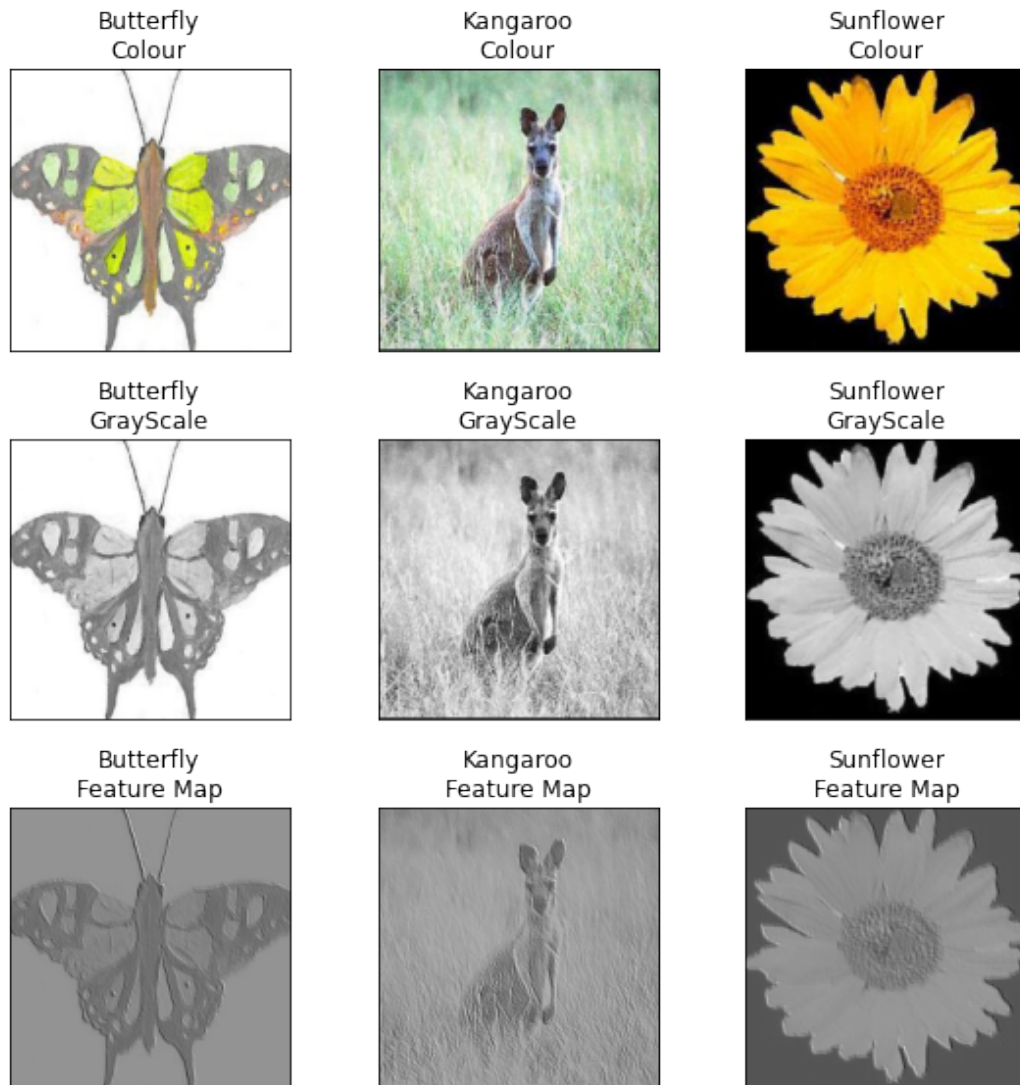 Butterfly
Colour
Kangaroo
Colour
Sunflower
Colour
Butterfly
GrayScale
Kangaroo
GrayScale
Sunflower
GrayScale
Butterfly
Feature Map
Kangaroo
Feature Map
Sunflower
Feature Map